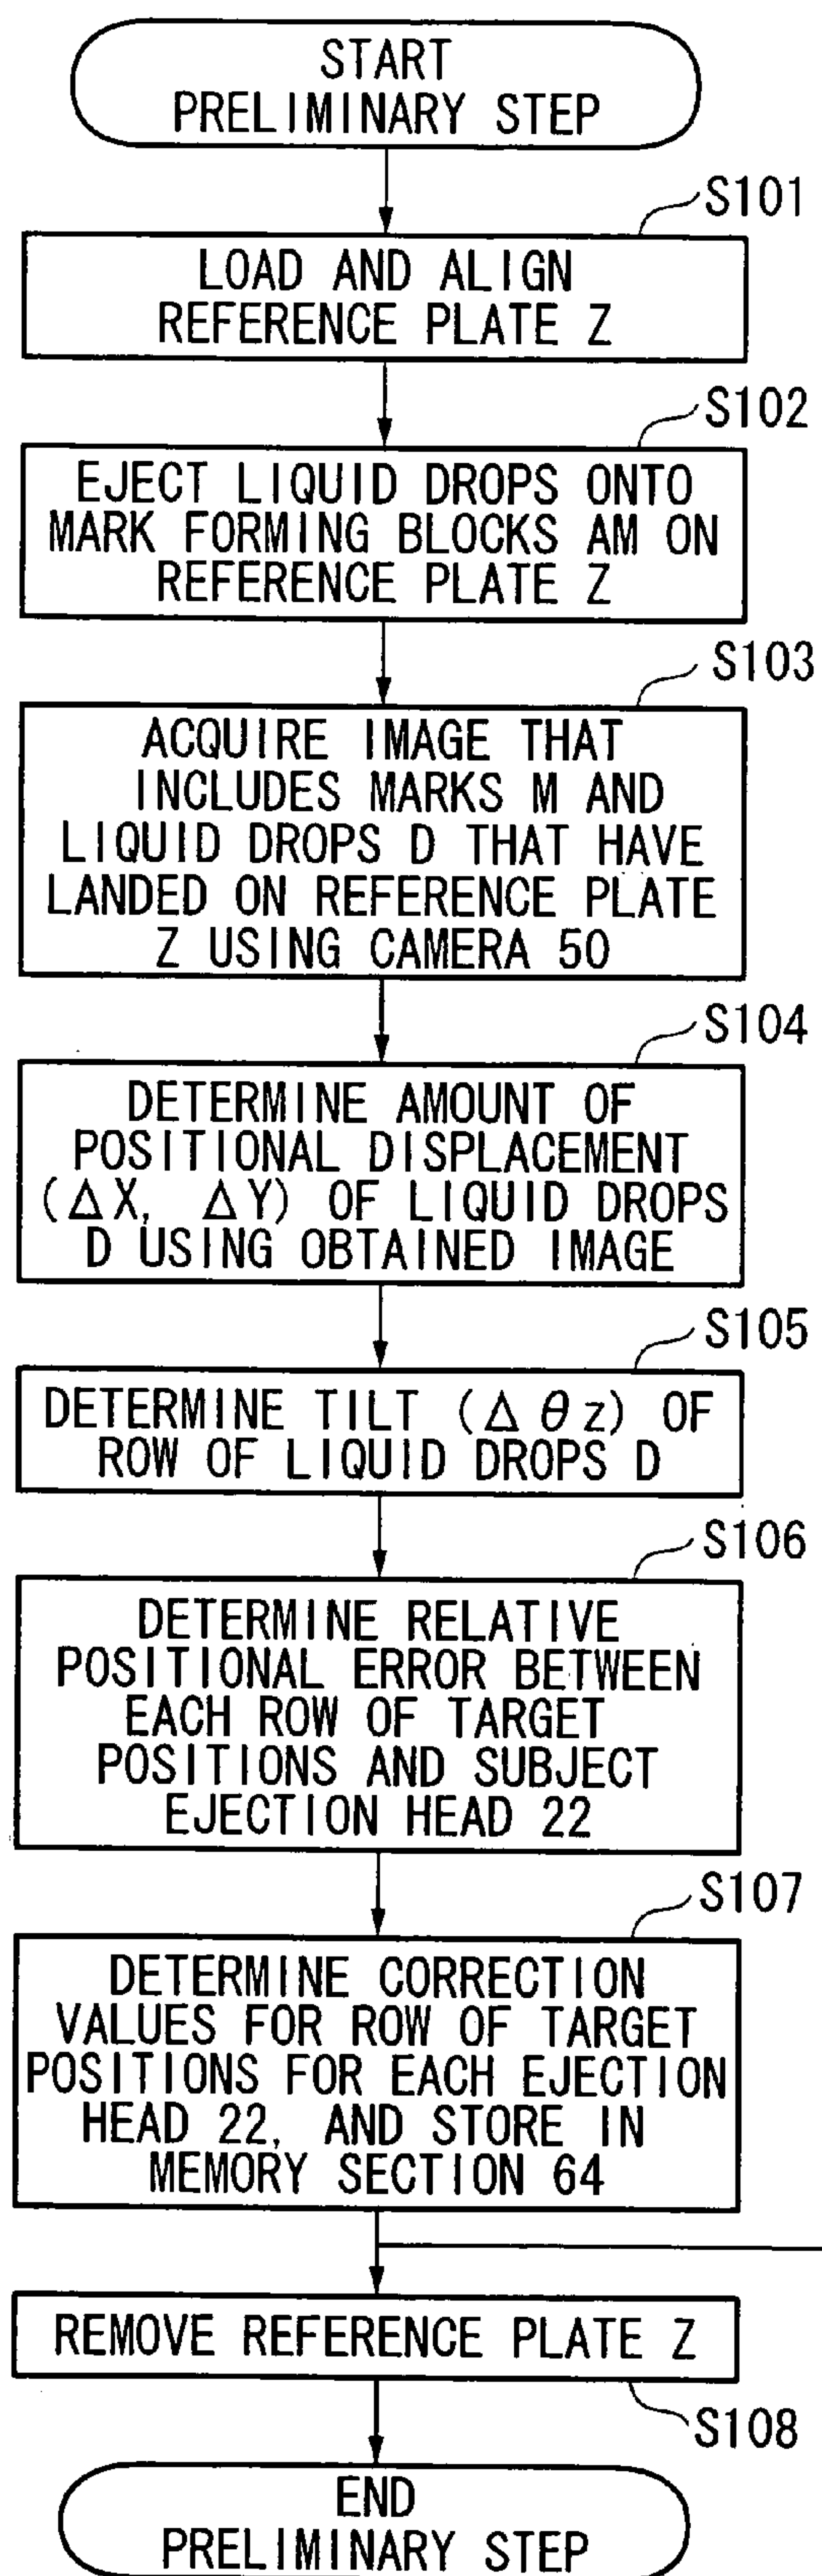 START
PRELIMINARY STEP
S101
LOAD AND ALIGN
REFERENCE PLATE Z
S102
EJECT LIQUID DROPS ONTO
MARK FORMING BLOCKS AM ON
REFERENCE PLATE Z
S103
ACQUIRE IMAGE THAT
INCLUDES MARKS M AND
LIQUID DROPS D THAT HAVE
LANDED ON REFERENCE PLATE
Z USING CAMERA 50
S104
DETERMINE AMOUNT OF
POSITIONAL DISPLACEMENT
(ΔX, ΔY) OF LIQUID DROPS
D USING OBTAINED IMAGE
S105
DETERMINE TILT (Δθz) OF
ROW OF LIQUID DROPS D
S106
DETERMINE RELATIVE
POSITIONAL ERROR BETWEEN
EACH ROW OF TARGET
POSITIONS AND SUBJECT
EJECTION HEAD 22
S107
DETERMINE CORRECTION
VALUES FOR ROW OF TARGET
POSITIONS FOR EACH EJECTION
HEAD 22, AND STORE IN
MEMORY SECTION 64
REMOVE REFERENCE PLATE Z
S108
END
PRELIMINARY STEP